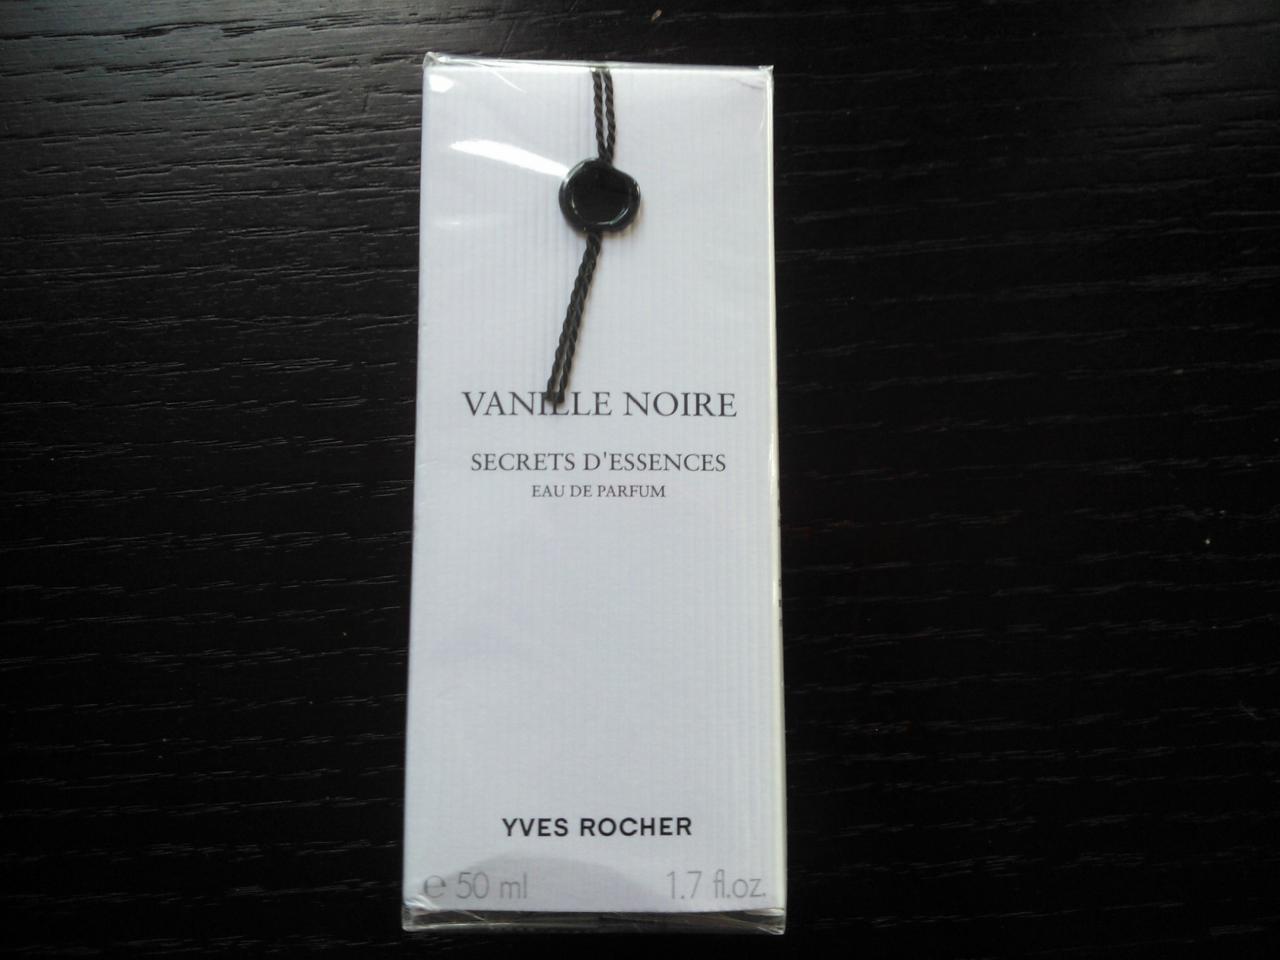 VANILLE NOIRE
SECRETS D'ESSENCES
EAU DE PARFUM
YVES ROCHER
℮ 50 ml 1.7 fl.oz.